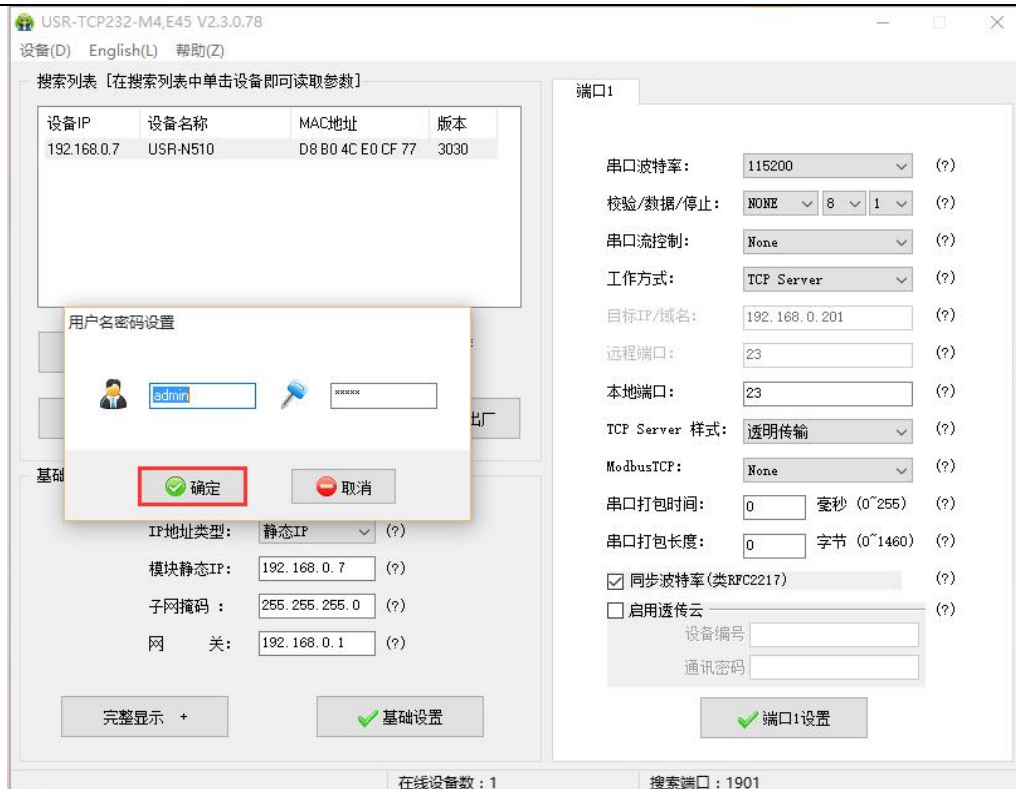 USR-TCP232-M4,E45 V2.3.0.78
设备(D) English(L) 帮助(Z)
搜索列表 [在搜索列表中单击设备即可读取参数]
设备IP 设备名称 MAC地址 版本
192.168.0.7 USR-N510 D8 B0 4C E0 CF 77 3030
用户名密码设置
admin *****
确定 取消
出厂
基础
IP地址类型: 静态IP (?)
模块静态IP: 192.168.0.7 (?)
子网掩码 : 255.255.255.0 (?)
网 关: 192.168.0.1 (?)
完整显示 + 基础设置
端口1
串口波特率: 115200 (?)
校验/数据/停止: NONE 8 1 (?)
串口流控制: None (?)
工作方式: TCP Server (?)
目标IP/域名: 192.168.0.201 (?)
远程端口: 23 (?)
本地端口: 23 (?)
TCP Server 样式: 透明传输 (?)
ModbusTCP: None (?)
串口打包时间: 0 毫秒 (0~255) (?)
串口打包长度: 0 字节 (0~1460) (?)
同步波特率(类RFC2217) (?)
启用透传云 (?)
设备编号
通讯密码
端口1设置
在线设备数：1 搜索端口：1901